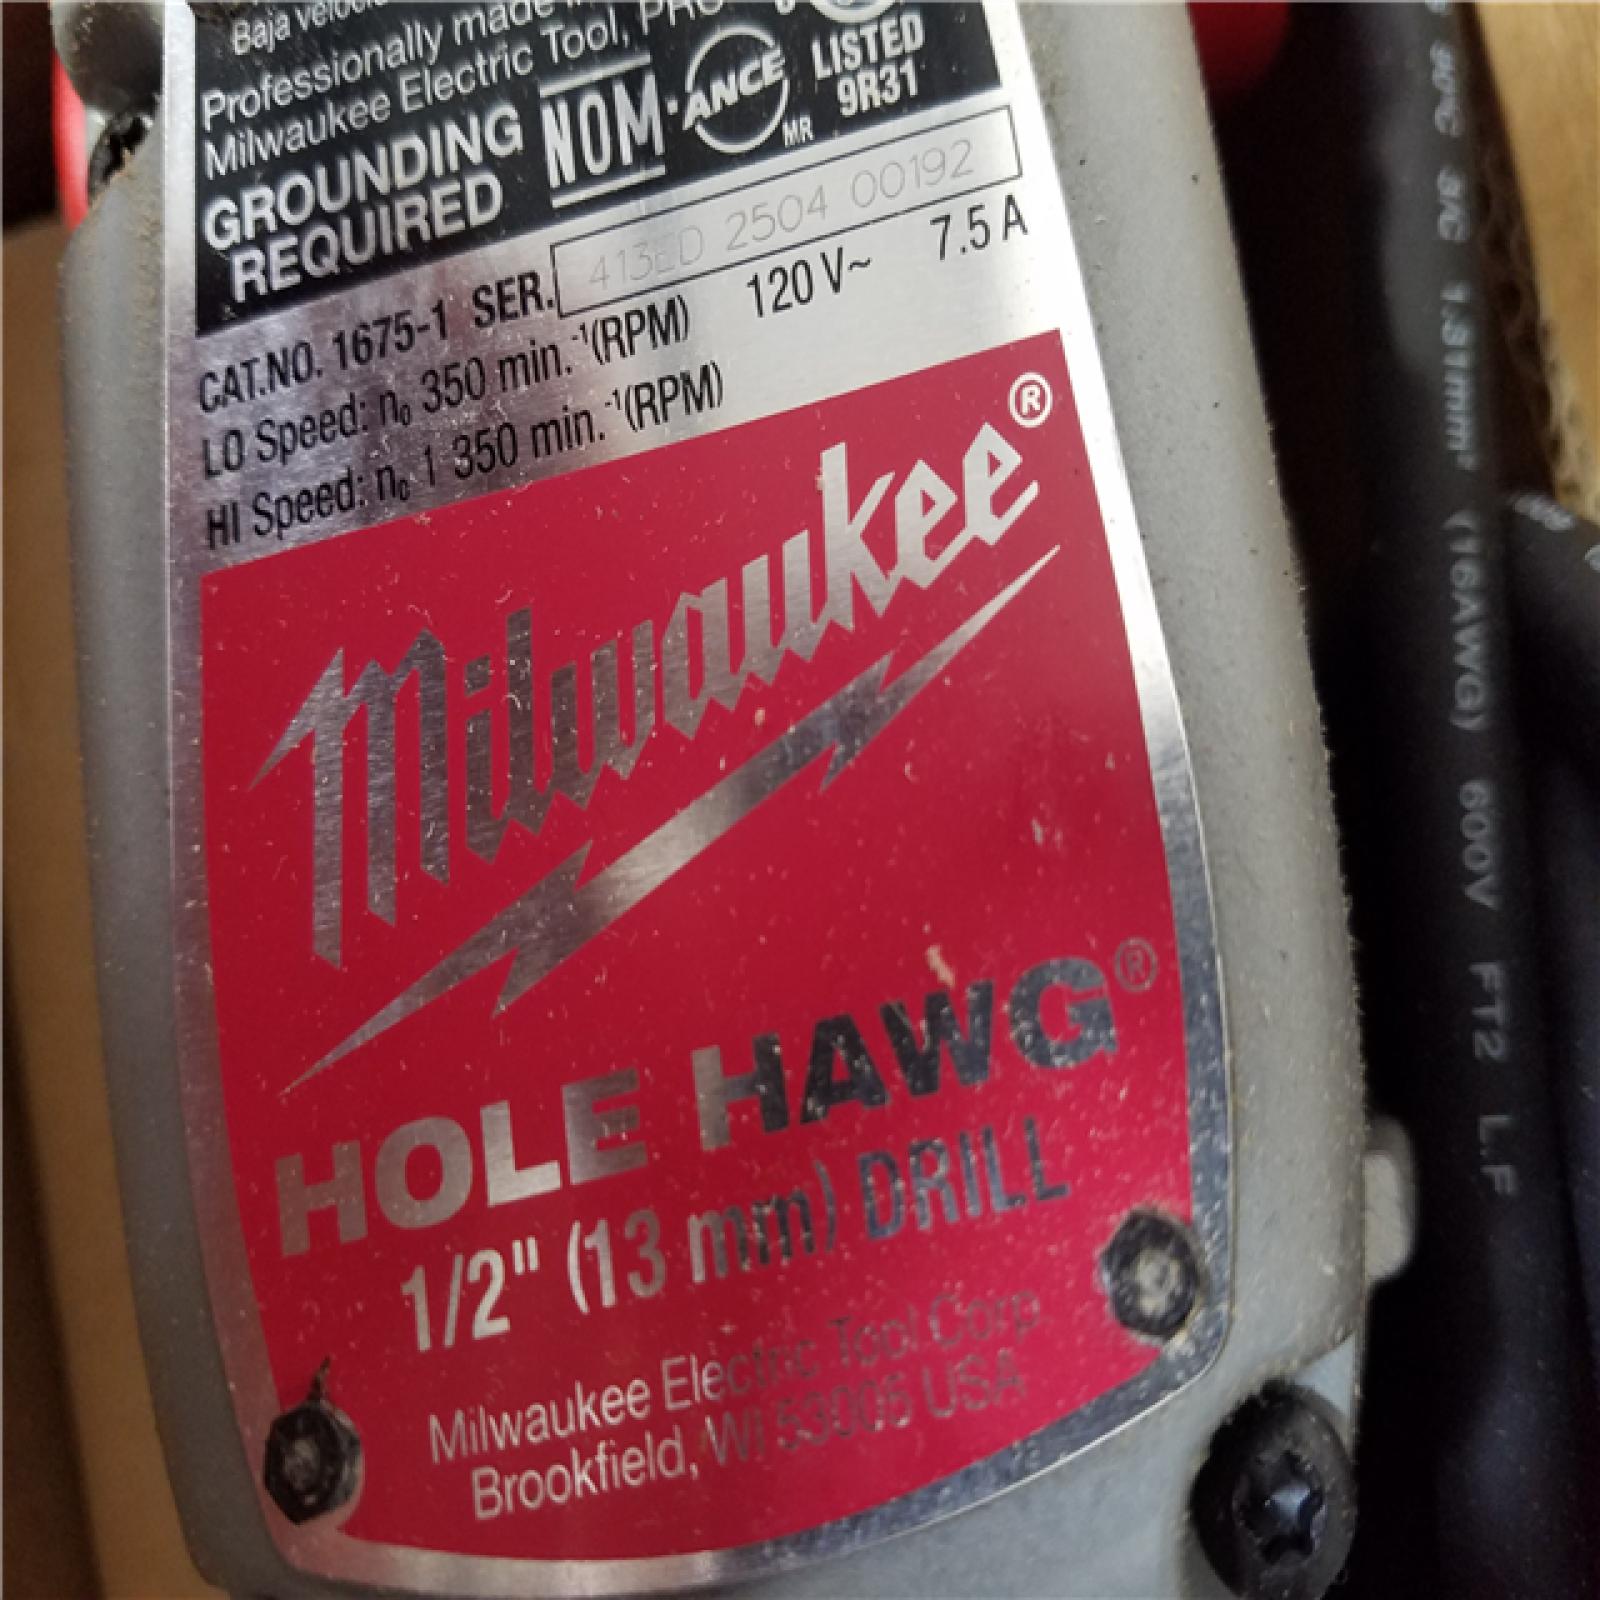 Baja
Professionally made
Milwaukee Electric Tool,
GROUNDING
REQUIRED
NOM
ANCE
MR
LISTED
9R31
CAT.NO. 1675-1 SER. 413ED 2504 00192
LO Speed: n₀ 350 min.⁻¹(RPM) 120 V~ 7.5 A
HI Speed: n₀ 1 350 min.⁻¹(RPM)
Milwaukee®
HOLE HAWG®
1/2" (13 mm) DRILL
Milwaukee Electric Tool Corp.
Brookfield, WI 53005 USA
90°C 3/C 1.31mm² (16AWG) 600V FT2 L.F